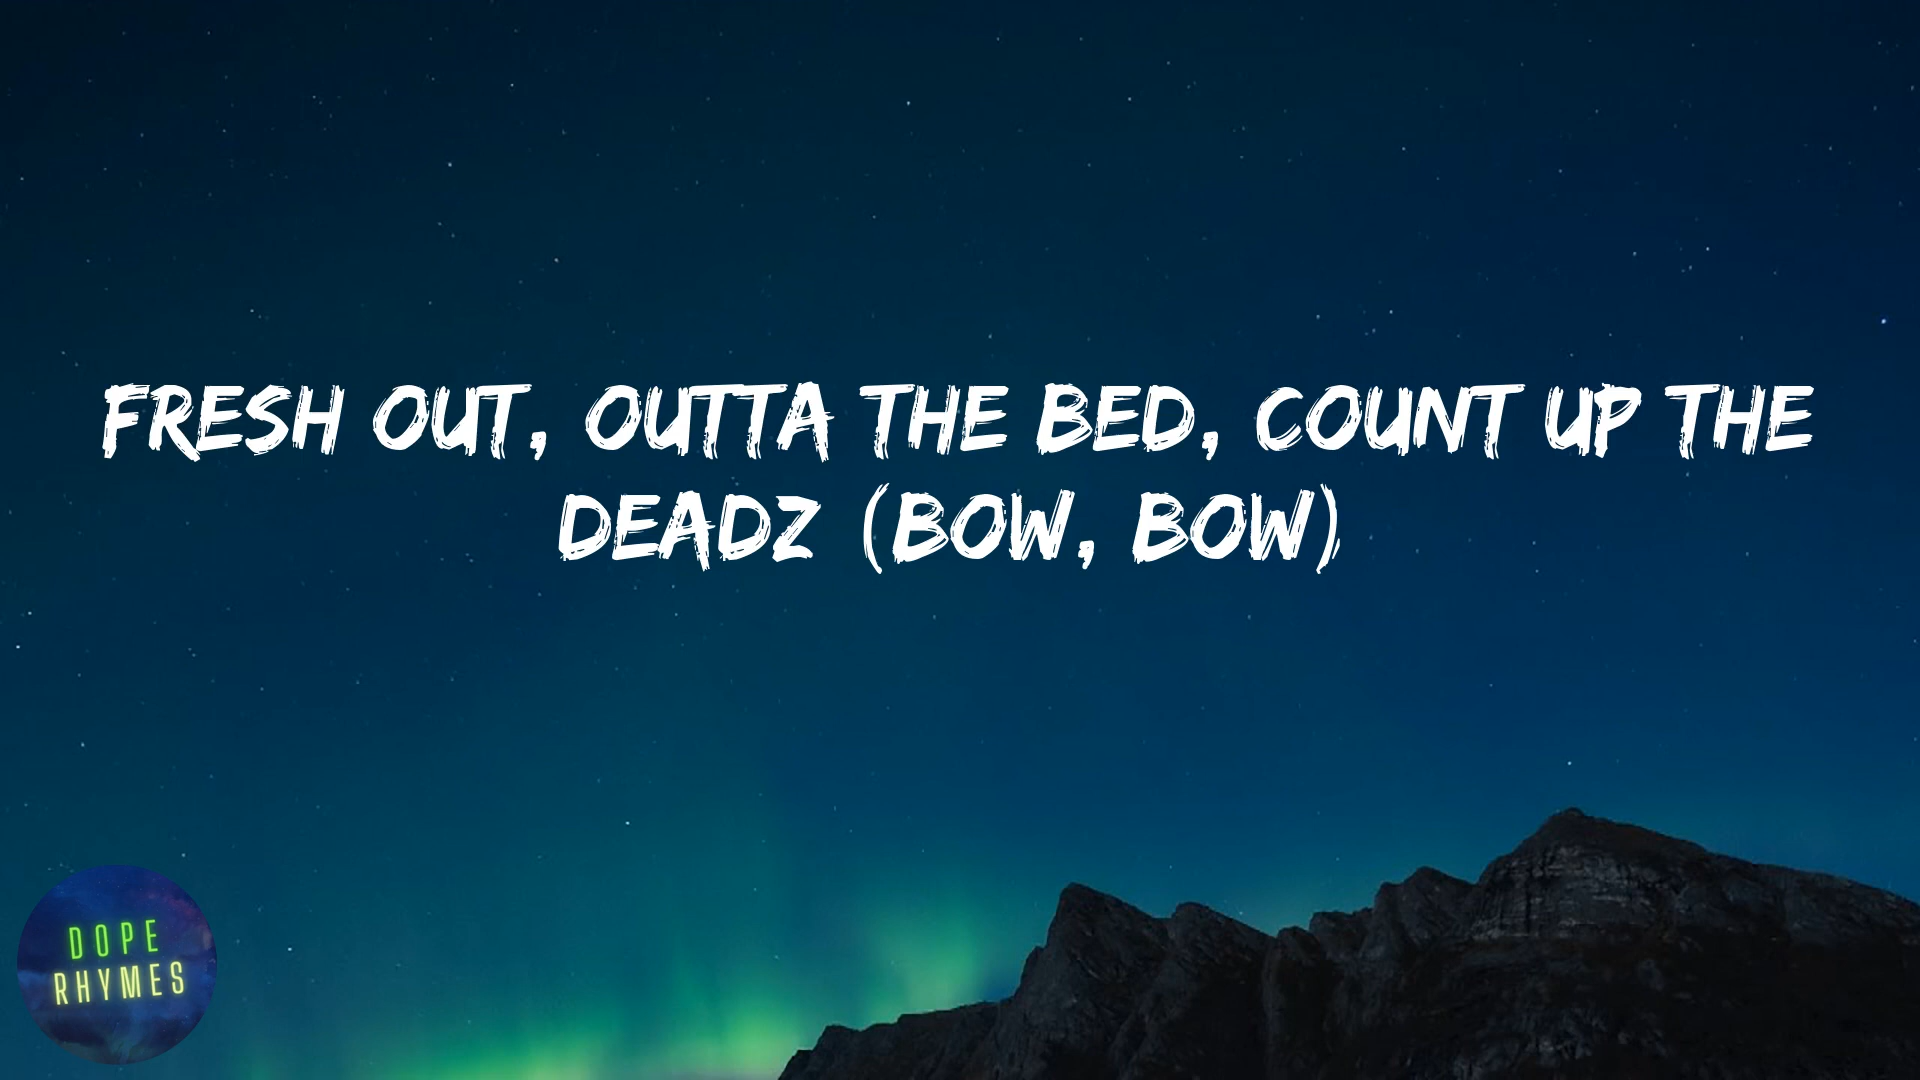 FRESH OUT, OUTTA THE BED, COUNT UP THE
DEADZ (BOW, BOW)
DOPE
RHYMES